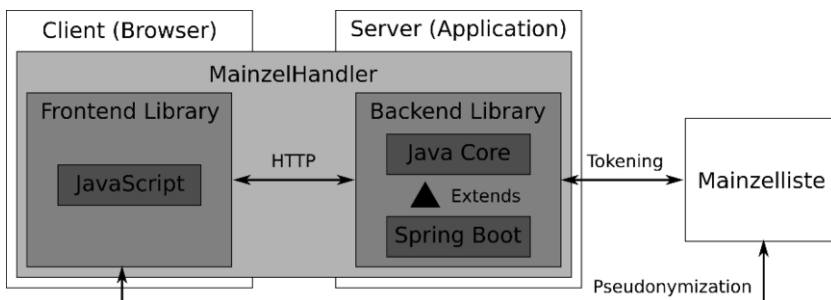 Client (Browser)
Server (Application)
MainzelHandler
Frontend Library
Backend Library
JavaScript
HTTP
Java Core
Extends
Spring Boot
Tokening
Mainzelliste
Pseudonymization